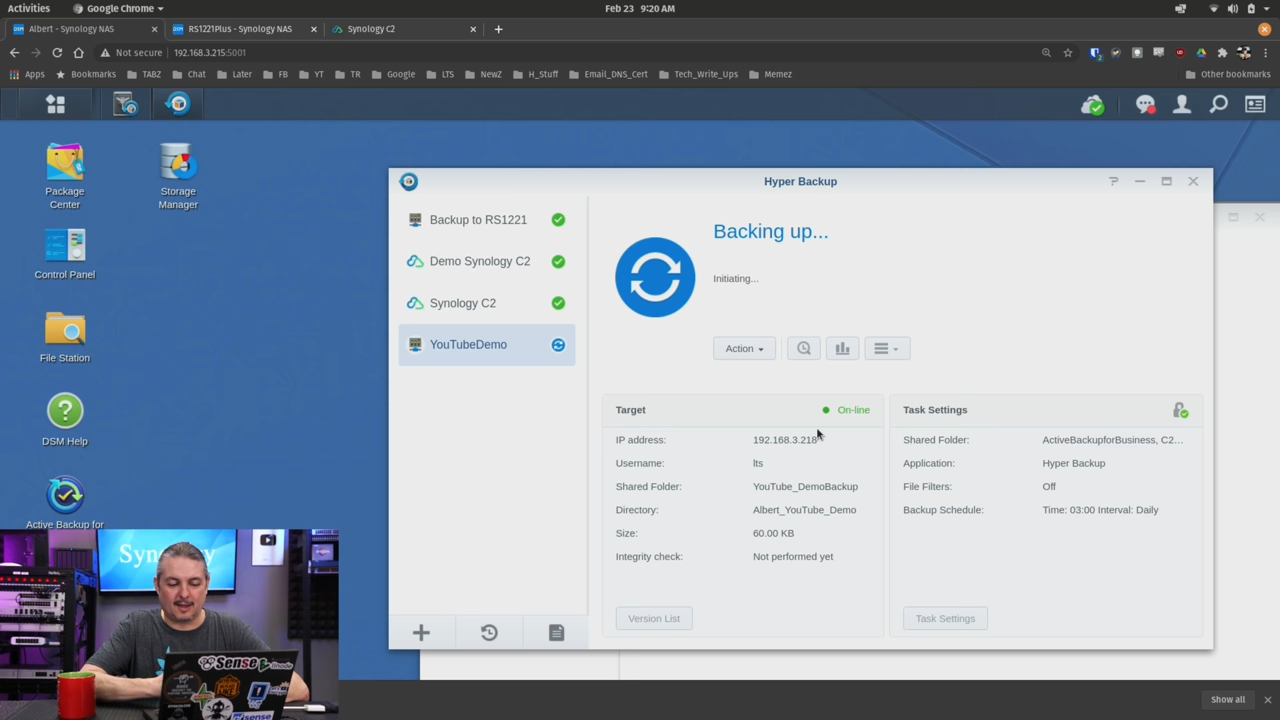 Activities
Google Chrome
Feb 23 9:20 AM
Albert - Synology NAS
RS1221Plus - Synology NAS
Synology C2
Not secure
192.168.3.215:5001
Apps
Bookmarks
TABZ
Chat
Later
FB
YT
TR
Google
LTS
NewZ
H_Stuff
Email_DNS_Cert
Tech_Write_Ups
Memez
Other bookmarks
Package Center
Storage Manager
Control Panel
File Station
DSM Help
Active Backup for
Hyper Backup
Backup to RS1221
Demo Synology C2
Synology C2
YouTubeDemo
Backing up...
Initiating...
Action
Target
On-line
IP address: 192.168.3.218
Username: lts
Shared Folder: YouTube_DemoBackup
Directory: Albert_YouTube_Demo
Size: 60.00 KB
Integrity check: Not performed yet
Version List
Task Settings
Shared Folder: ActiveBackupforBusiness, C2...
Application: Hyper Backup
File Filters: Off
Backup Schedule: Time: 03:00 Interval: Daily
Task Settings
Show all